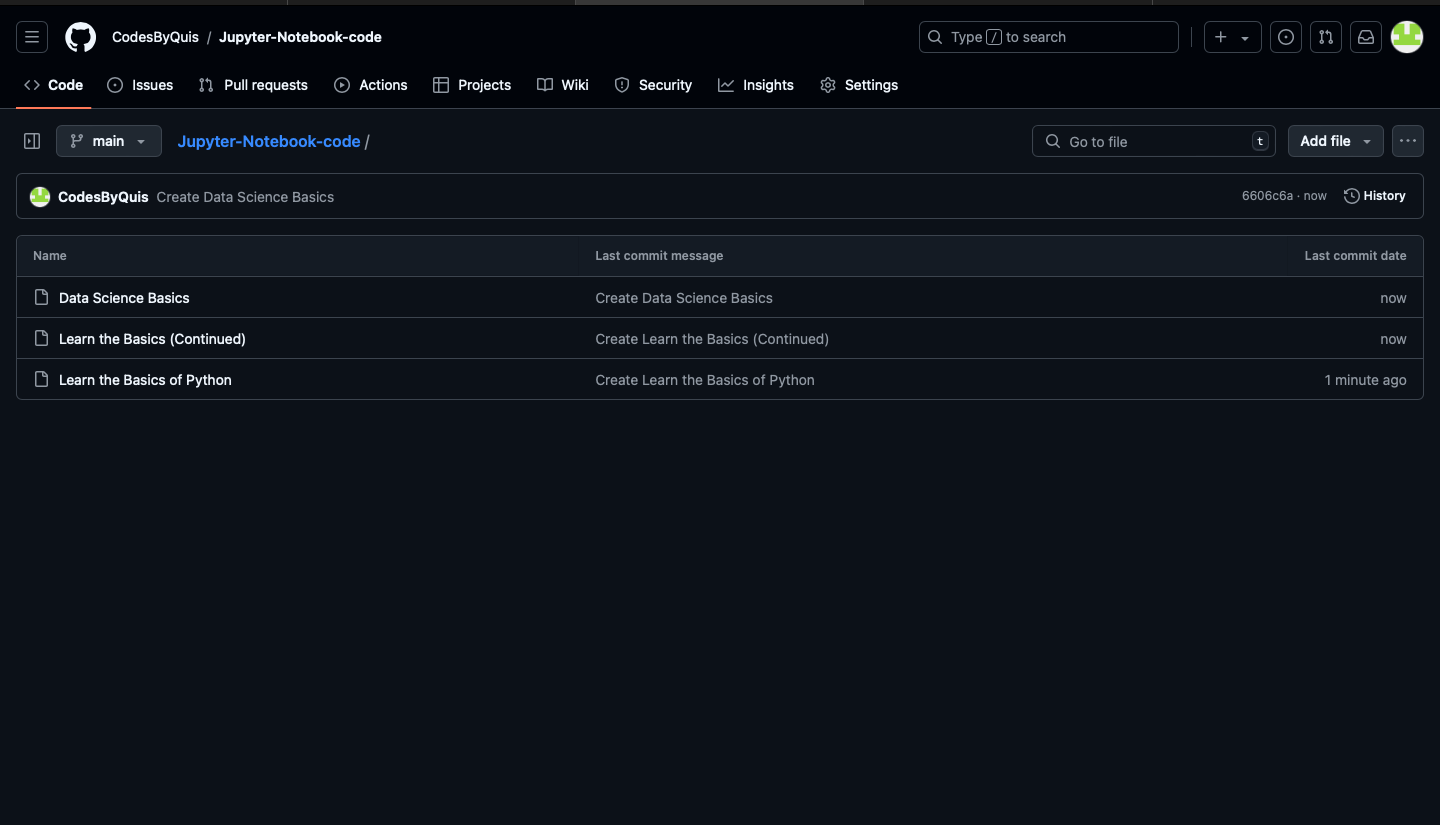 CodesByQuis / Jupyter-Notebook-code Type / to search
Code Issues Pull requests Actions Projects Wiki Security Insights Settings
main Jupyter-Notebook-code / Go to file t Add file
CodesByQuis Create Data Science Basics 6606c6a · now History
Name Last commit message Last commit date
Data Science Basics Create Data Science Basics now
Learn the Basics (Continued) Create Learn the Basics (Continued) now
Learn the Basics of Python Create Learn the Basics of Python 1 minute ago